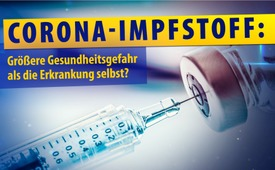 CORONA-IMPFSTOFF:
Größere Gesundheitsgefahr
als die Erkrankung selbst?